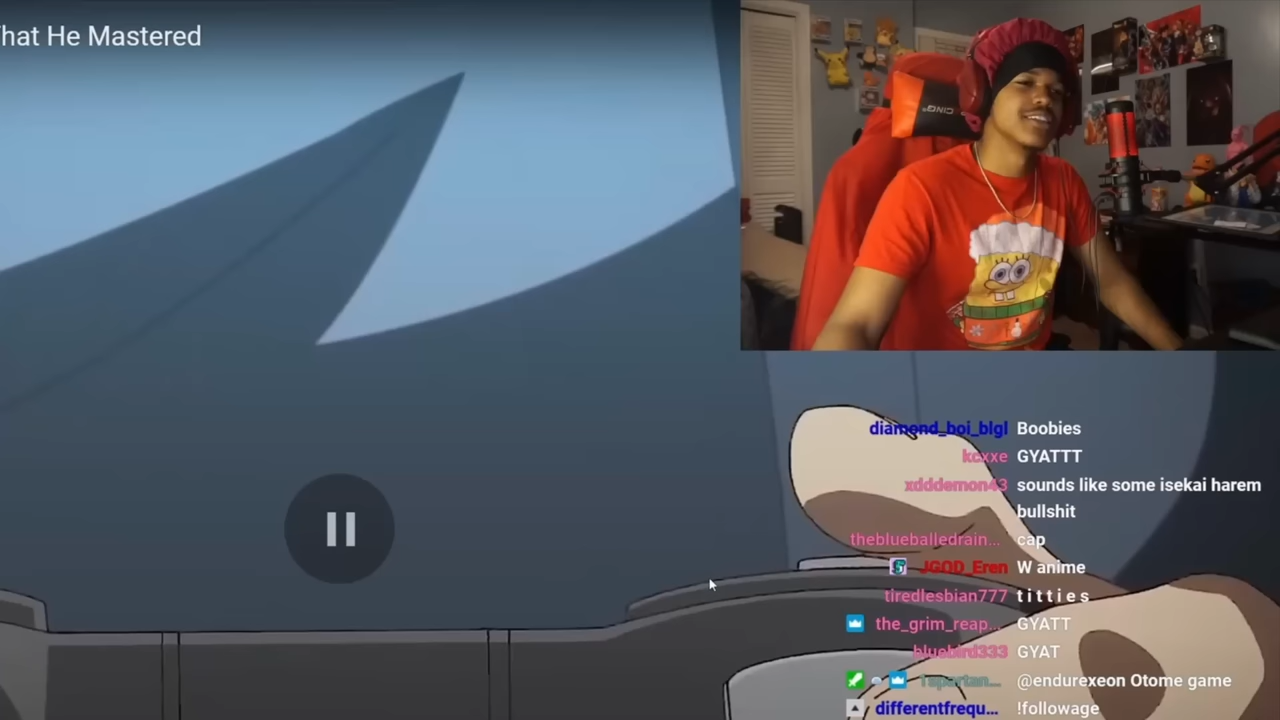 hat He Mastered
diamond_boi_blgl Boobies
kcxxe GYATTT
xdddemon43 sounds like some isekai harem
bullshit
theblueballedrain... cap
JGOD_Eren W anime
tiredlesbian777 t i t t i e s
the_grim_reap... GYATT
bluebird333 GYAT
1spartan... @endurexeon Otome game
differentfrequ... !followage